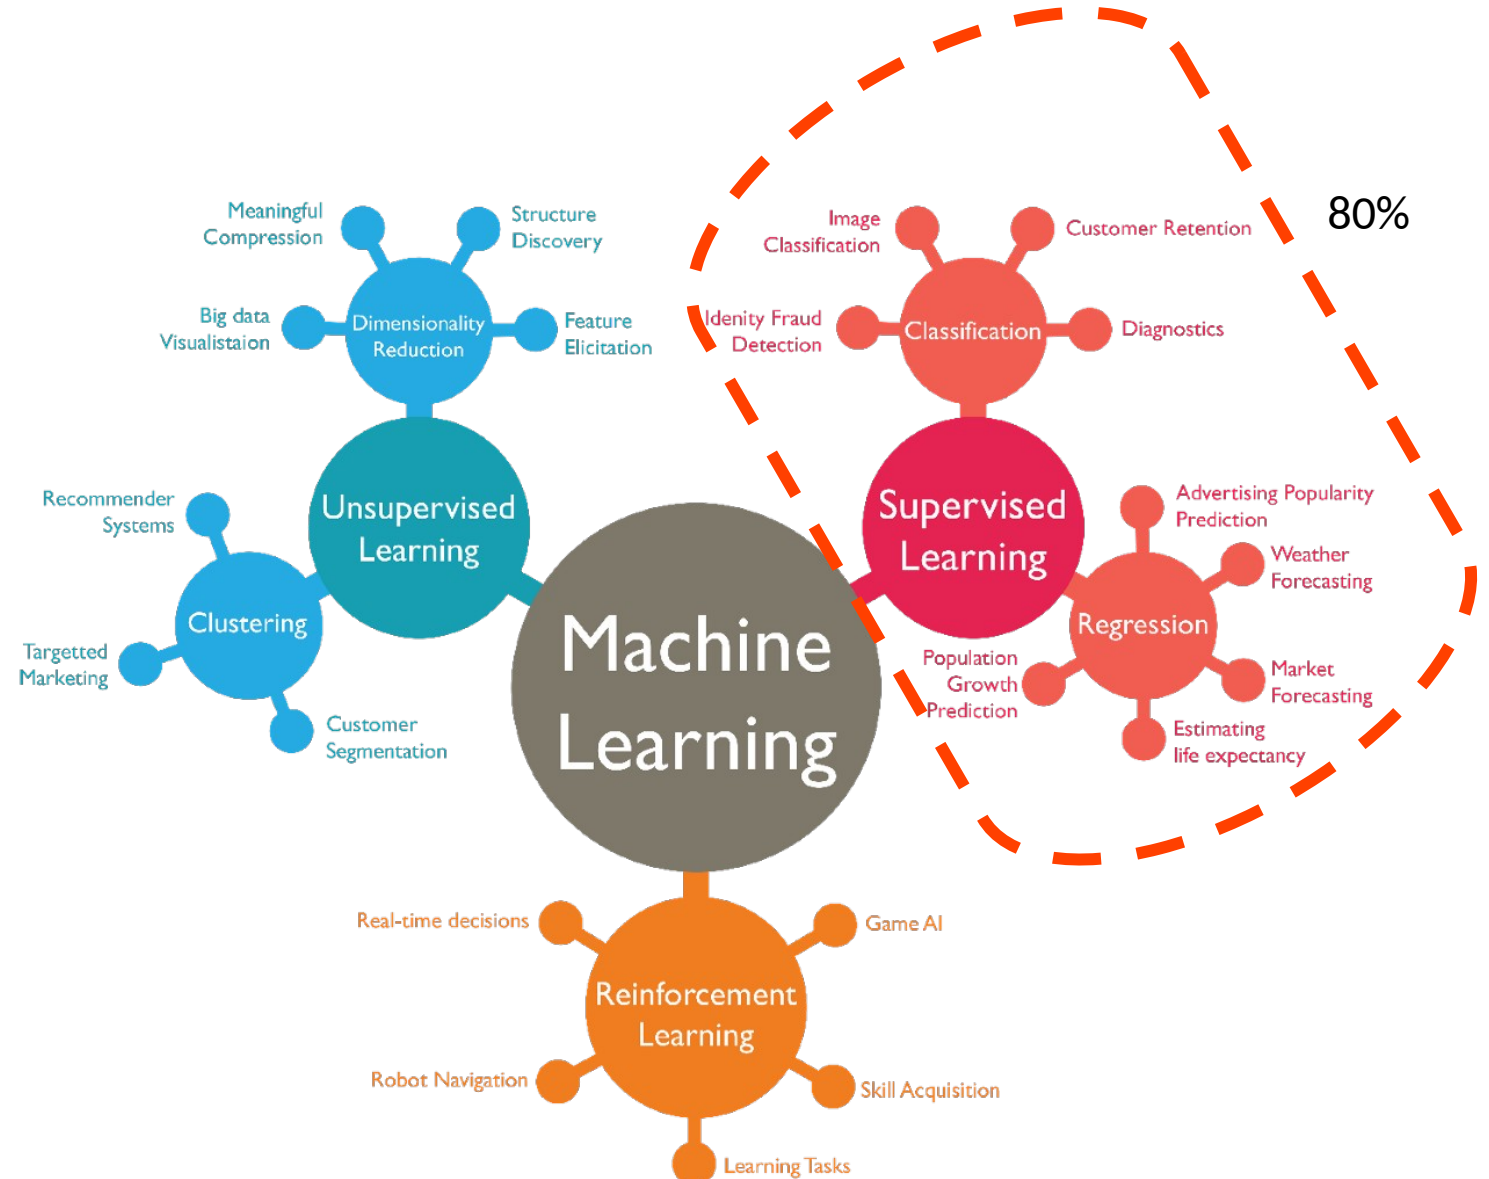 80%
Meaningful
Compression
Structure
Discovery
Big data
Visualistaion
Dimensionality
Reduction
Feature
Elicitation
Image
Classification
Customer Retention
Idenity Fraud
Detection
Classification
Diagnostics
Unsupervised
Learning
Supervised
Learning
Recommender
Systems
Clustering
Targetted
Marketing
Customer
Segmentation
Machine
Learning
Advertising Popularity
Prediction
Weather
Forecasting
Regression
Population
Growth
Prediction
Market
Forecasting
Estimating
life expectancy
Real-time decisions
Game AI
Reinforcement
Learning
Robot Navigation
Skill Acquisition
Learning Tasks